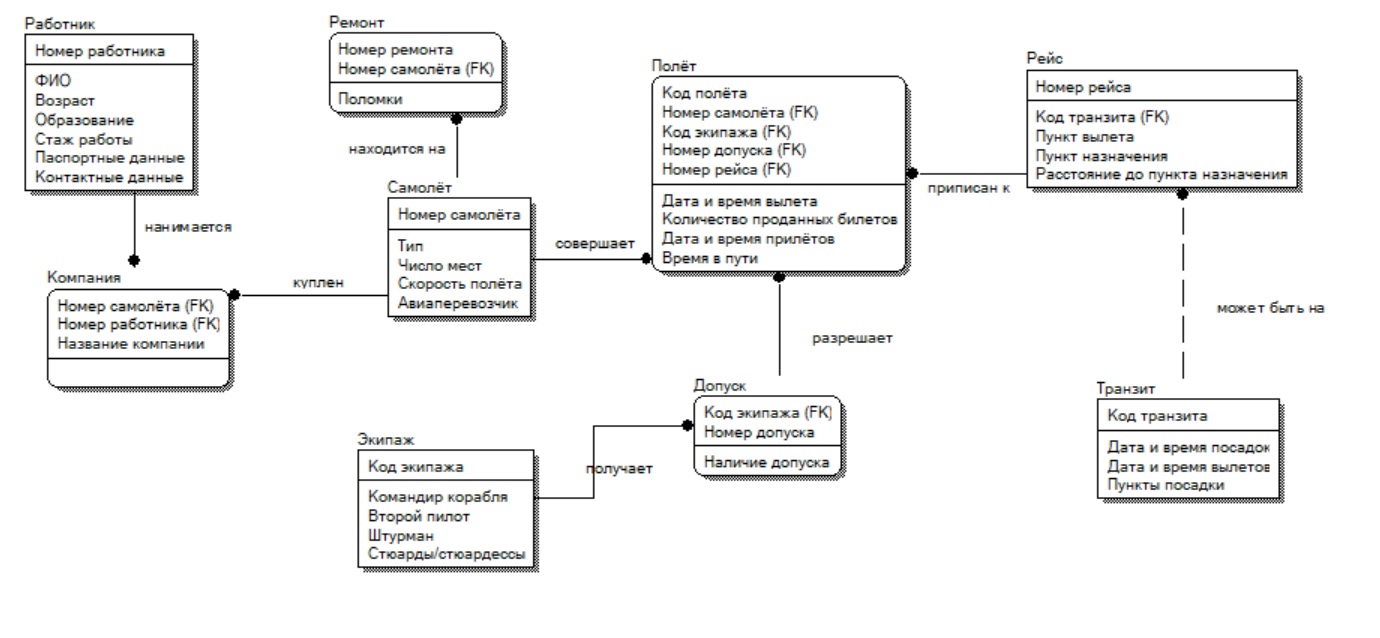 Работник
Номер работника
ФИО
Возраст
Образование
Стаж работы
Паспортные данные
Контактные данные
нанимается
Ремонт
Номер ремонта
Номер самолёта (FK)
Поломки
находится на
Самолёт
Номер самолёта
Тип
Число мест
Скорость полёта
Авиаперевозчик
куплен
Компания
Номер самолёта (FK)
Номер работника (FK)
Название компании
совершает
Полёт
Код полёта
Номер самолёта (FK)
Код экипажа (FK)
Номер допуска (FK)
Номер рейса (FK)
Дата и время вылета
Количество проданных билетов
Дата и время прилётов
Время в пути
приписан к
Рейс
Номер рейса
Код транзита (FK)
Пункт вылета
Пункт назначения
Расстояние до пункта назначения
может быть на
разрешает
Допуск
Код экипажа (FK)
Номер допуска
Наличие допуска
получает
Экипаж
Код экипажа
Командир корабля
Второй пилот
Штурман
Стюарды/стюардессы
Транзит
Код транзита
Дата и время посадок
Дата и время вылетов
Пункты посадки